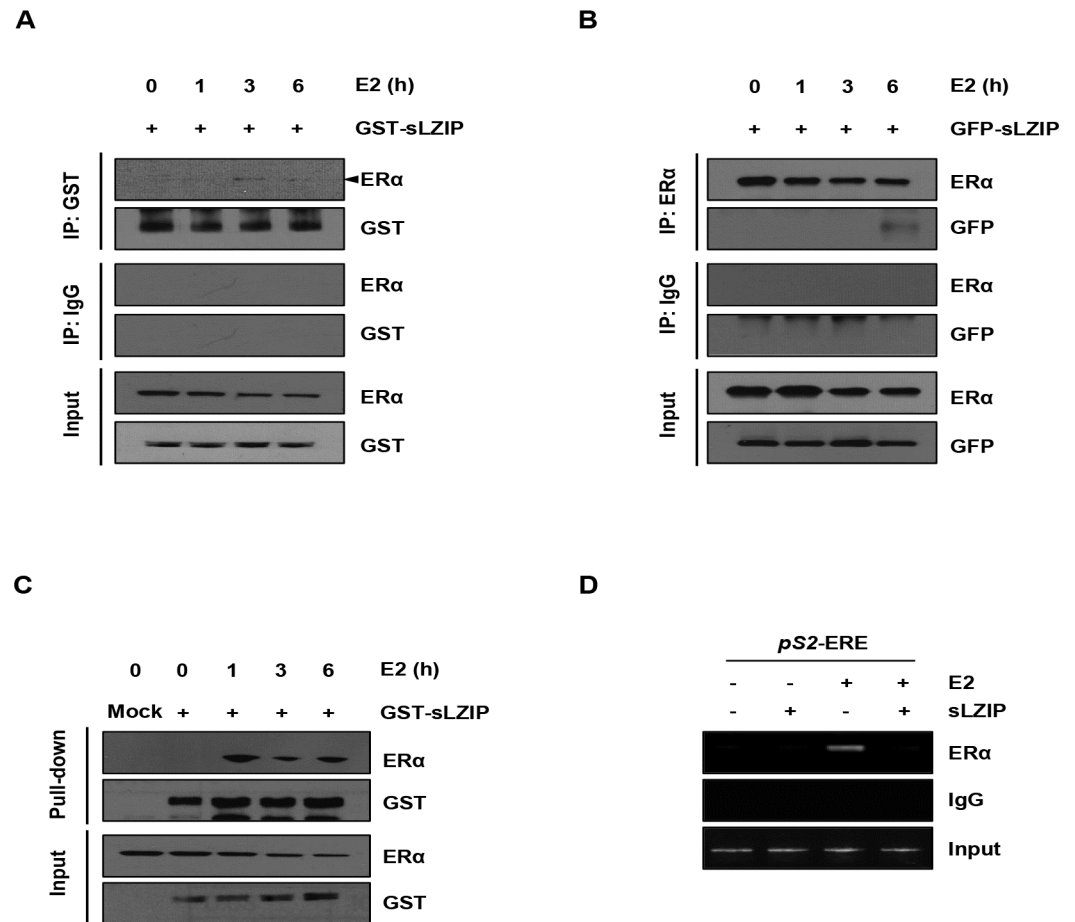 A
0 1 3 6 E2 (h)
+ + + + GST-sLZIP
IP: GST
ERα
GST
IP: IgG
ERα
GST
Input
ERα
GST
B
0 1 3 6 E2 (h)
+ + + + GFP-sLZIP
IP: ERα
ERα
GFP
IP: IgG
ERα
GFP
Input
ERα
GFP
C
0 0 1 3 6 E2 (h)
Mock + + + + GST-sLZIP
Pull-down
ERα
GST
Input
ERα
GST
D
pS2-ERE
- - + + E2
- + - + sLZIP
ERα
IgG
Input